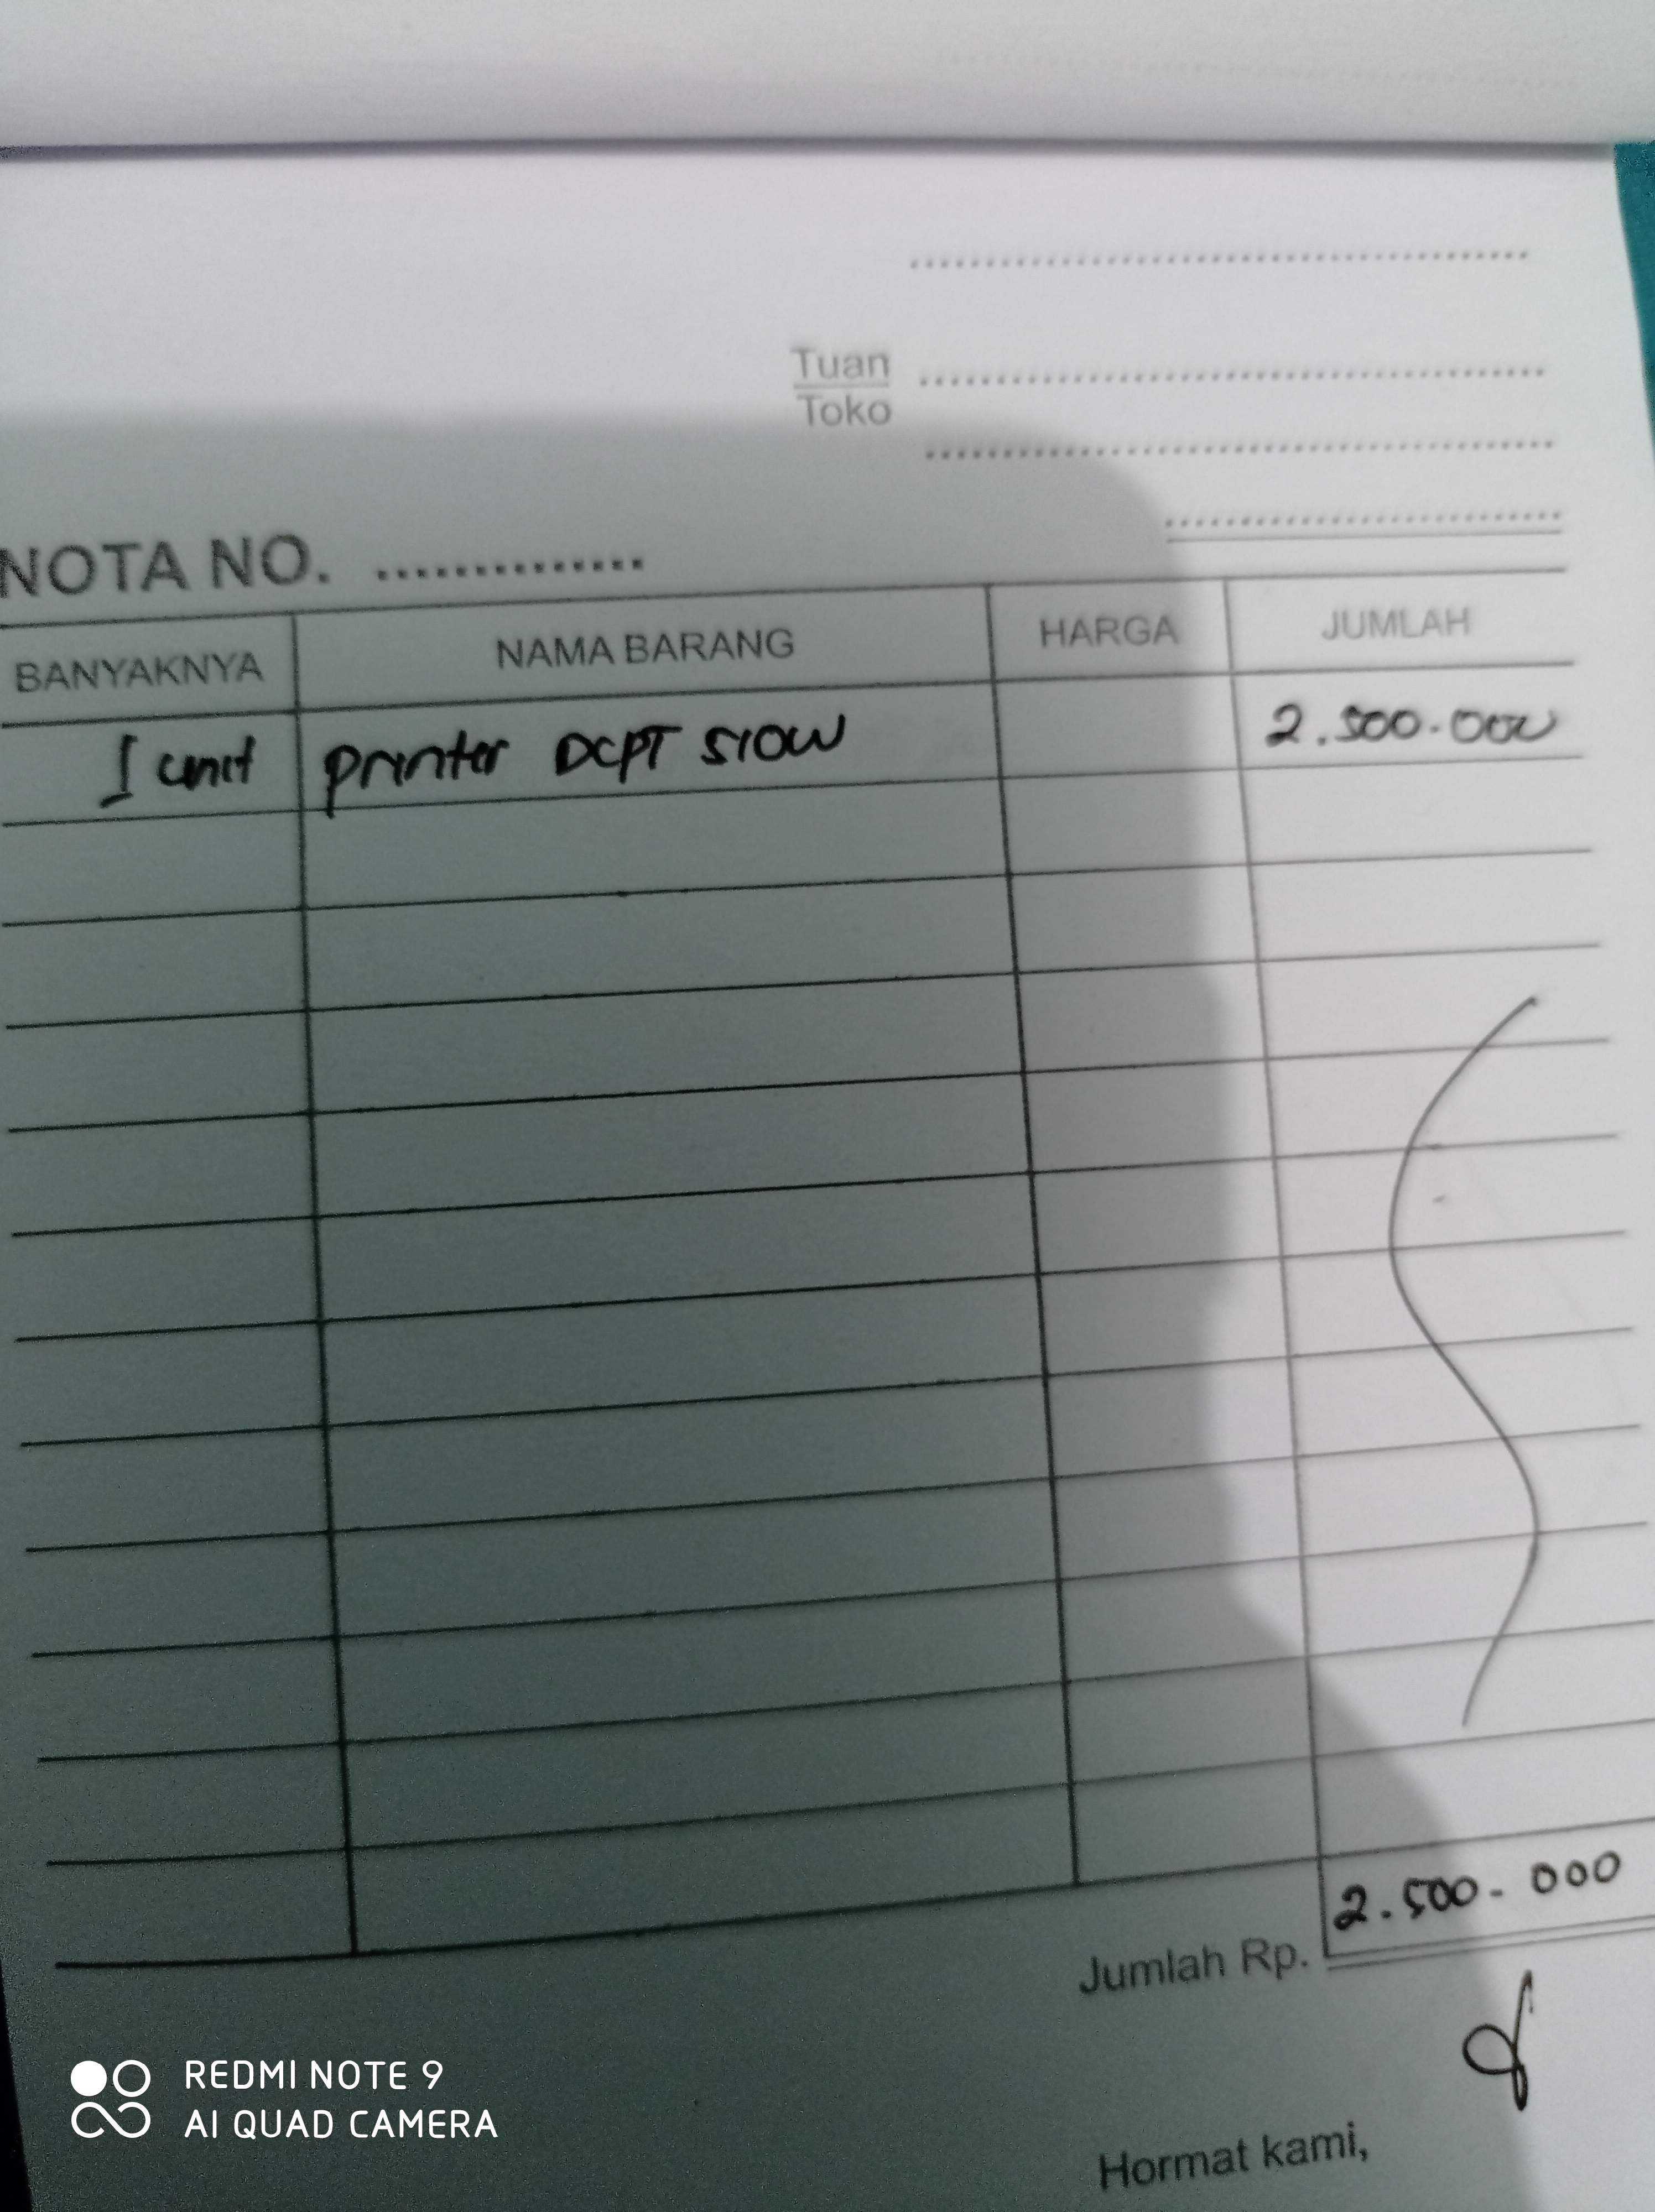 Tuan
Toko
NOTA NO. ..............
BANYAKNYA NAMA BARANG HARGA JUMLAH
1 unit printer DCPT 510W 2.500.000
Jumlah Rp. 2.500.000
Hormat kami,
REDMI NOTE 9
AI QUAD CAMERA